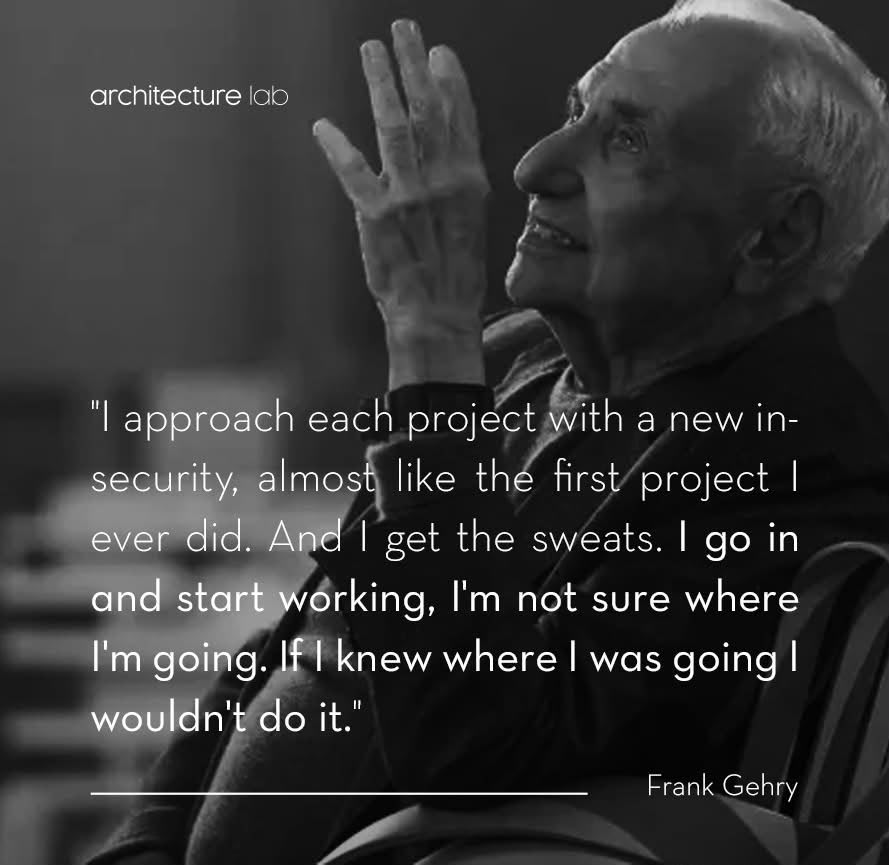 architecture lab
"I approach each project with a new in-
security, almost like the first project I
ever did. And I get the sweats. I go in
and start working, I'm not sure where
I'm going. If I knew where I was going I
wouldn't do it."
Frank Gehry